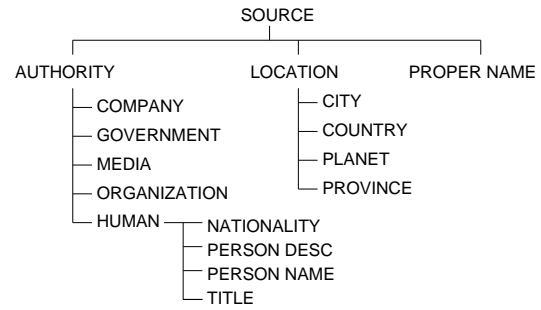 SOURCE
AUTHORITY LOCATION PROPER NAME
COMPANY CITY
GOVERNMENT COUNTRY
MEDIA PLANET
ORGANIZATION PROVINCE
HUMAN NATIONALITY
PERSON DESC
PERSON NAME
TITLE